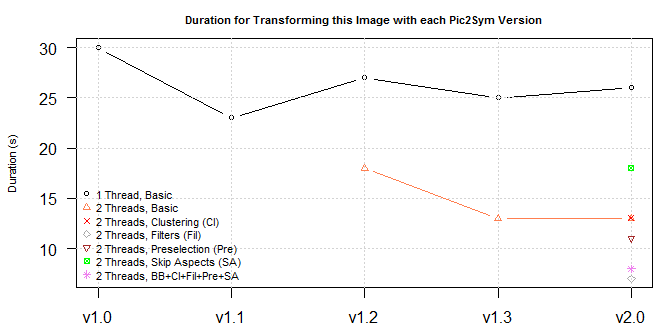 Duration for Transforming this Image with each Pic2Sym Version
Duration (s)
30
25
20
15
10
1 Thread, Basic
2 Threads, Basic
2 Threads, Clustering (Cl)
2 Threads, Filters (Fil)
2 Threads, Preselection (Pre)
2 Threads, Skip Aspects (SA)
2 Threads, BB+Cl+Fil+Pre+SA
v1.0 v1.1 v1.2 v1.3 v2.0